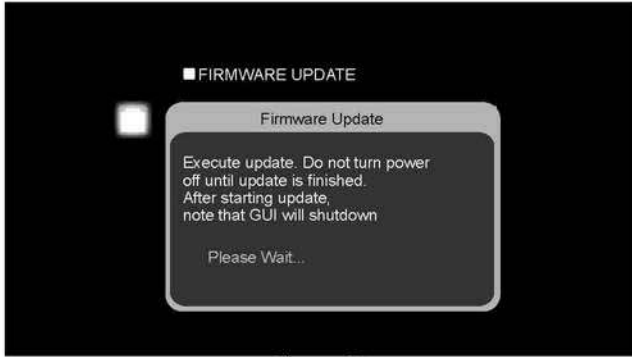 FIRMWARE UPDATE
Firmware Update
Execute update. Do not turn power
off until update is finished.
After starting update,
note that GUI will shutdown
Please Wait...